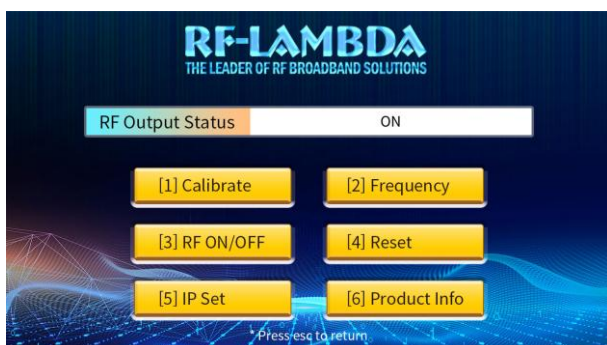 RF-LAMBDA
THE LEADER OF RF BROADBAND SOLUTIONS
RF Output Status ON
[1] Calibrate [2] Frequency
[3] RF ON/OFF [4] Reset
[5] IP Set [6] Product Info
* Press esc to return